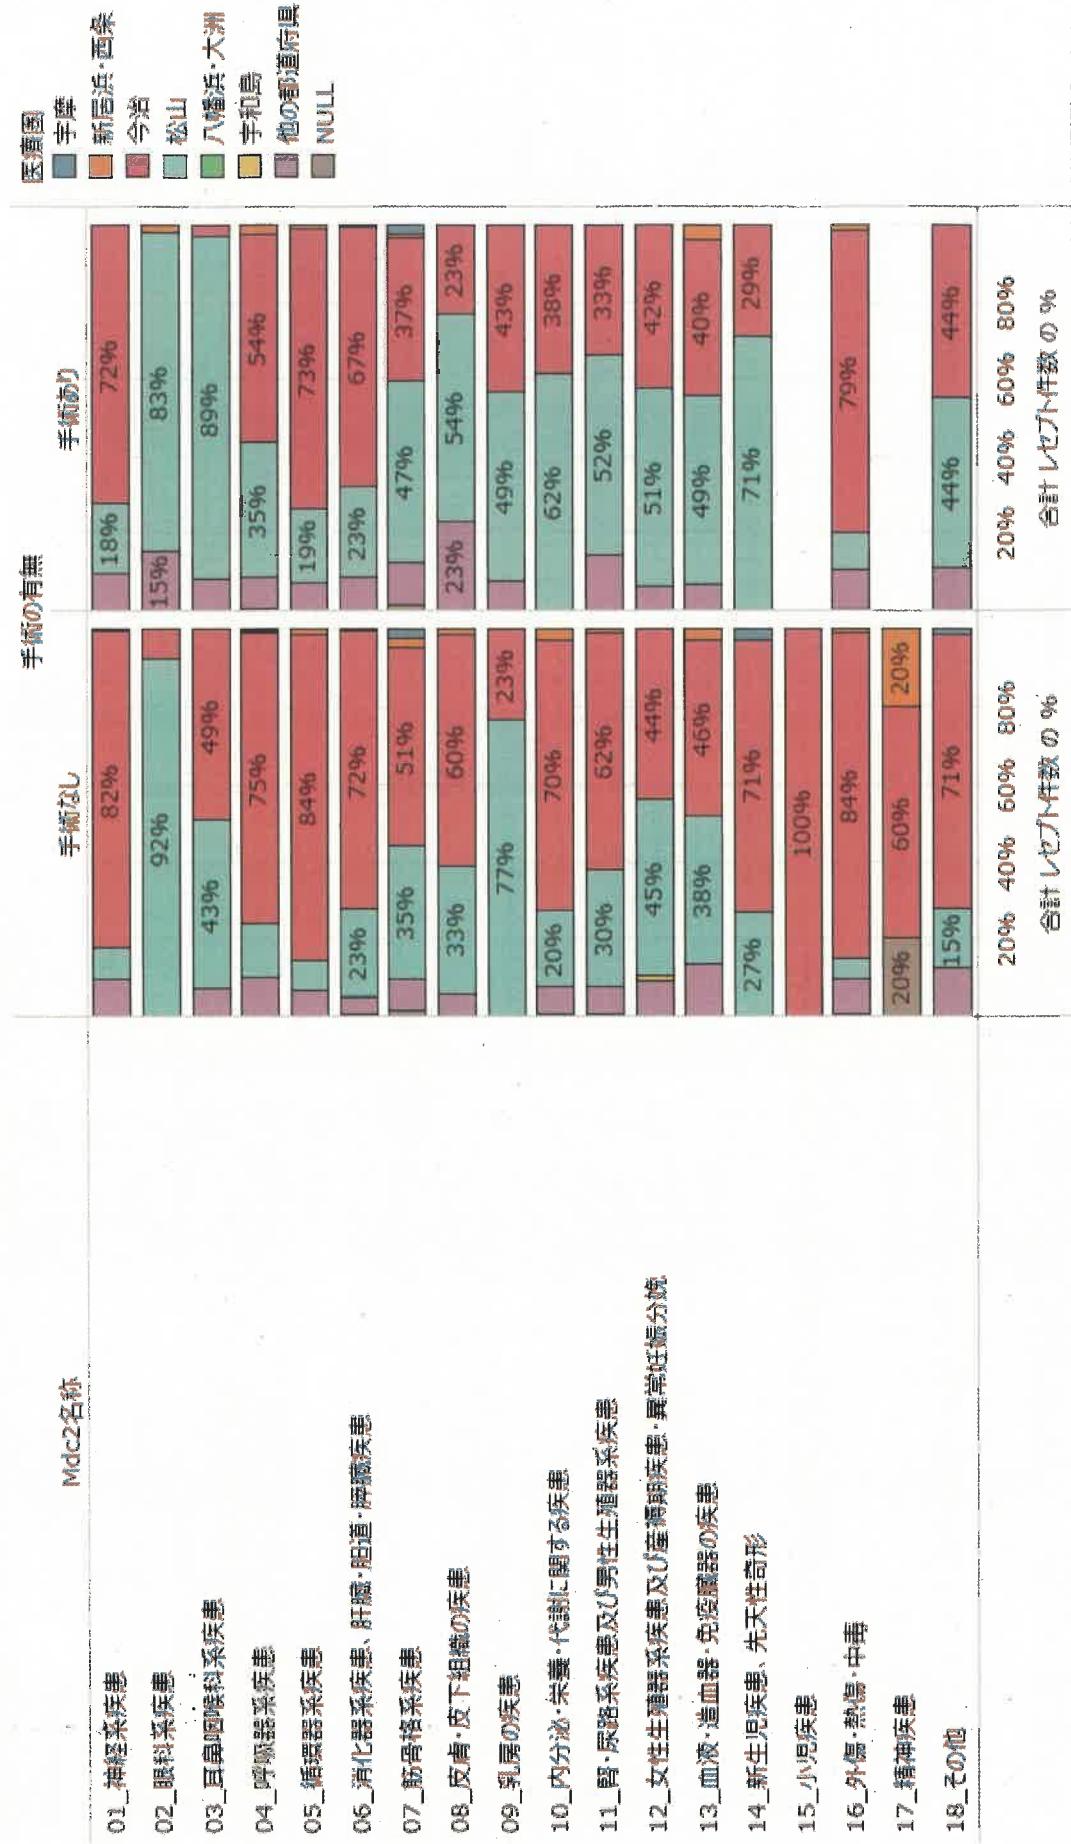 手術の有無
Mdc2名称
手術なし
手術あり
医療圏
宇摩
新居浜・西条
今治
松山
八幡浜・大洲
宇和島
他の都道府県
NULL
01_神経系疾患
82%
18%
72%
02_眼科系疾患
92%
15%
83%
03_耳鼻咽喉科系疾患
43%
49%
89%
04_呼吸器系疾患
75%
35%
54%
05_循環器系疾患
84%
19%
73%
06_消化器系疾患、肝臓・胆道・膵臓疾患
23%
72%
23%
67%
07_筋骨格系疾患
35%
51%
47%
37%
08_皮膚・皮下組織の疾患
33%
60%
23%
54%
23%
09_乳房の疾患
77%
23%
49%
43%
10_内分泌・栄養・代謝に関する疾患
20%
70%
62%
38%
11_腎・尿路系疾患及び男性生殖器系疾患
30%
62%
52%
33%
12_女性生殖器系疾患及び産褥期疾患・異常妊娠分娩
45%
44%
51%
42%
13_血液・造血器・免疫臓器の疾患
38%
46%
49%
40%
14_新生児疾患、先天性奇形
27%
71%
71%
29%
15_小児疾患
100%
16_外傷・熱傷・中毒
84%
79%
17_精神疾患
20%
60%
20%
18_その他
15%
71%
44%
44%
20% 40% 60% 80%
20% 40% 60% 80%
合計 レセプト件数 の %
合計 レセプト件数 の %